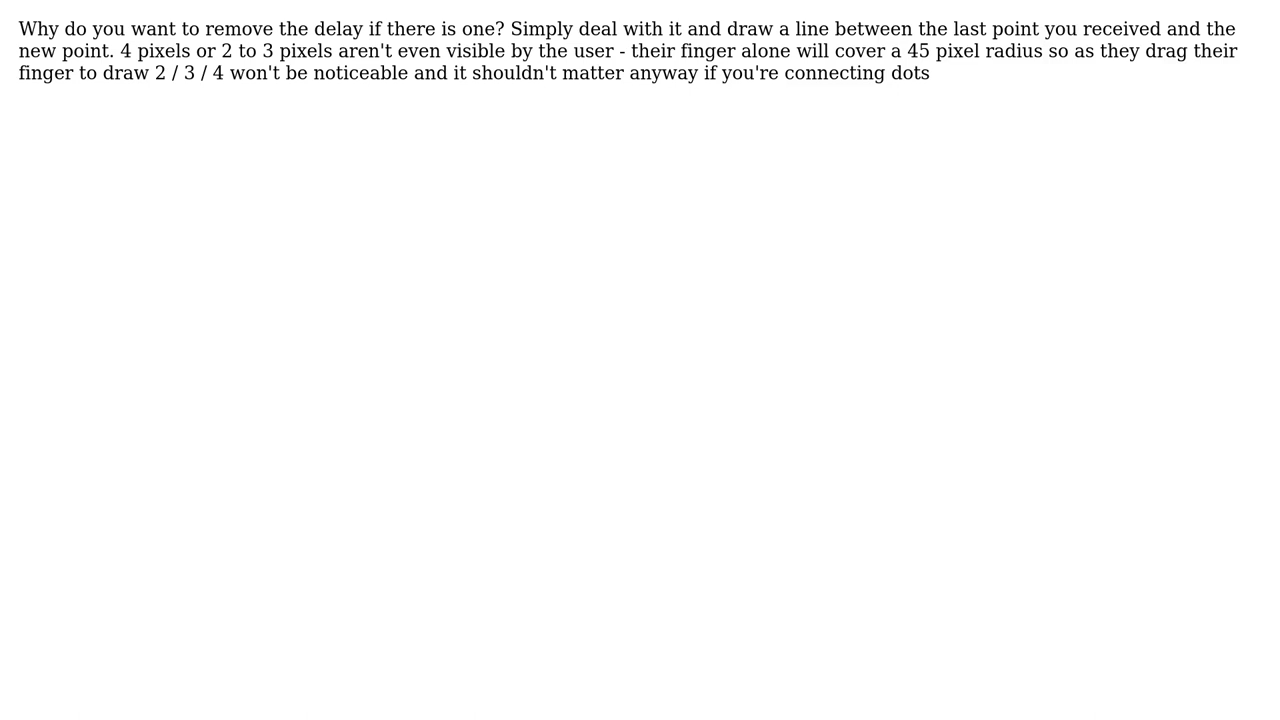 Why do you want to remove the delay if there is one? Simply deal with it and draw a line between the last point you received and the
new point. 4 pixels or 2 to 3 pixels aren't even visible by the user - their finger alone will cover a 45 pixel radius so as they drag their
finger to draw 2 / 3 / 4 won't be noticeable and it shouldn't matter anyway if you're connecting dots